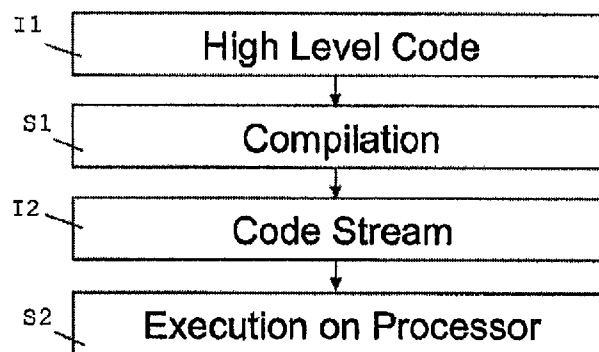 I1
High Level Code
S1
Compilation
I2
Code Stream
S2
Execution on Processor